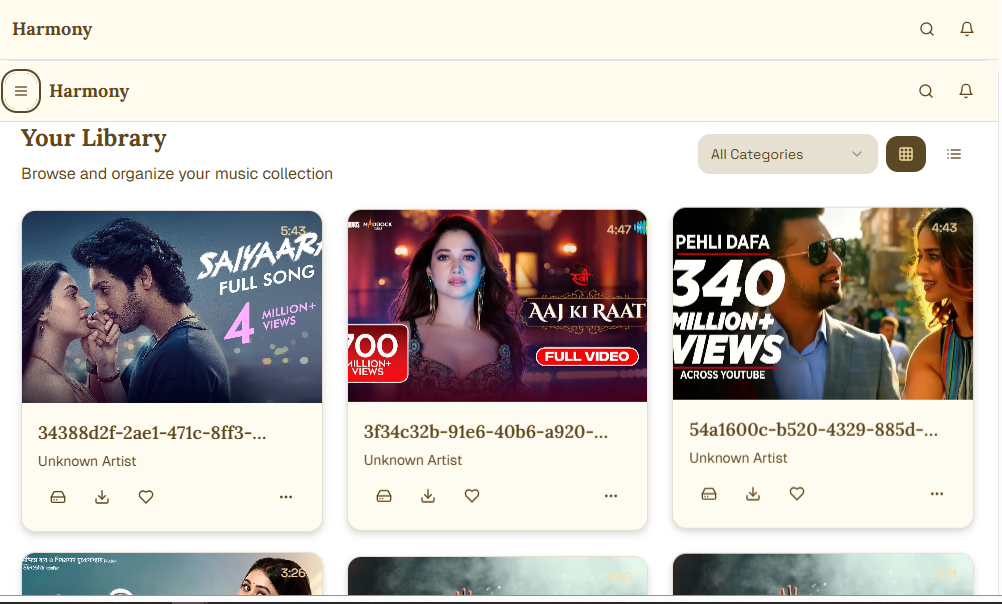 Harmony
Harmony
Your Library
Browse and organize your music collection
All Categories
5:43
SAIYAARA
FULL SONG
4 MILLION+
VIEWS
34388d2f-2ae1-471c-8ff3-...
Unknown Artist
4:47
MADDOCK
स्त्री
AAJ KI RAAT
FULL VIDEO
700
MILLION+
VIEWS
3f34c32b-91e6-40b6-a920-...
Unknown Artist
4:43
PEHLI DAFA
340
MILLION+
VIEWS
ACROSS YOUTUBE
54a1600c-b520-4329-885d-...
Unknown Artist
3:26